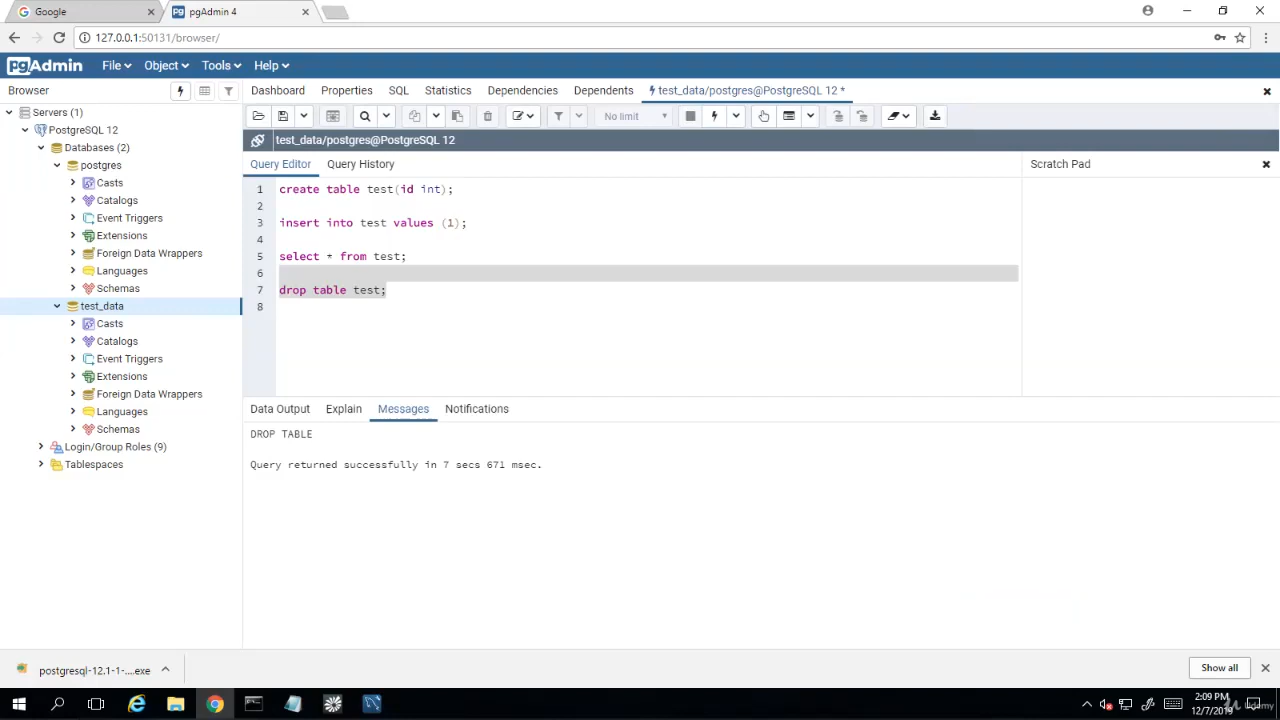 Google
pgAdmin 4
127.0.0.1:50131/browser/
pgAdmin File Object Tools Help
Browser
Dashboard Properties SQL Statistics Dependencies Dependents test_data/postgres@PostgreSQL 12 *
No limit
test_data/postgres@PostgreSQL 12
Query Editor Query History
Scratch Pad
Servers (1)
PostgreSQL 12
Databases (2)
postgres
Casts
Catalogs
Event Triggers
Extensions
Foreign Data Wrappers
Languages
Schemas
test_data
Casts
Catalogs
Event Triggers
Extensions
Foreign Data Wrappers
Languages
Schemas
Login/Group Roles (9)
Tablespaces
1 create table test(id int);
2
3 insert into test values (1);
4
5 select * from test;
6
7 drop table test;
8
Data Output Explain Messages Notifications
DROP TABLE
Query returned successfully in 7 secs 671 msec.
postgresql-12.1-1-....exe
Show all
2:09 PM
12/7/2019
Udemy